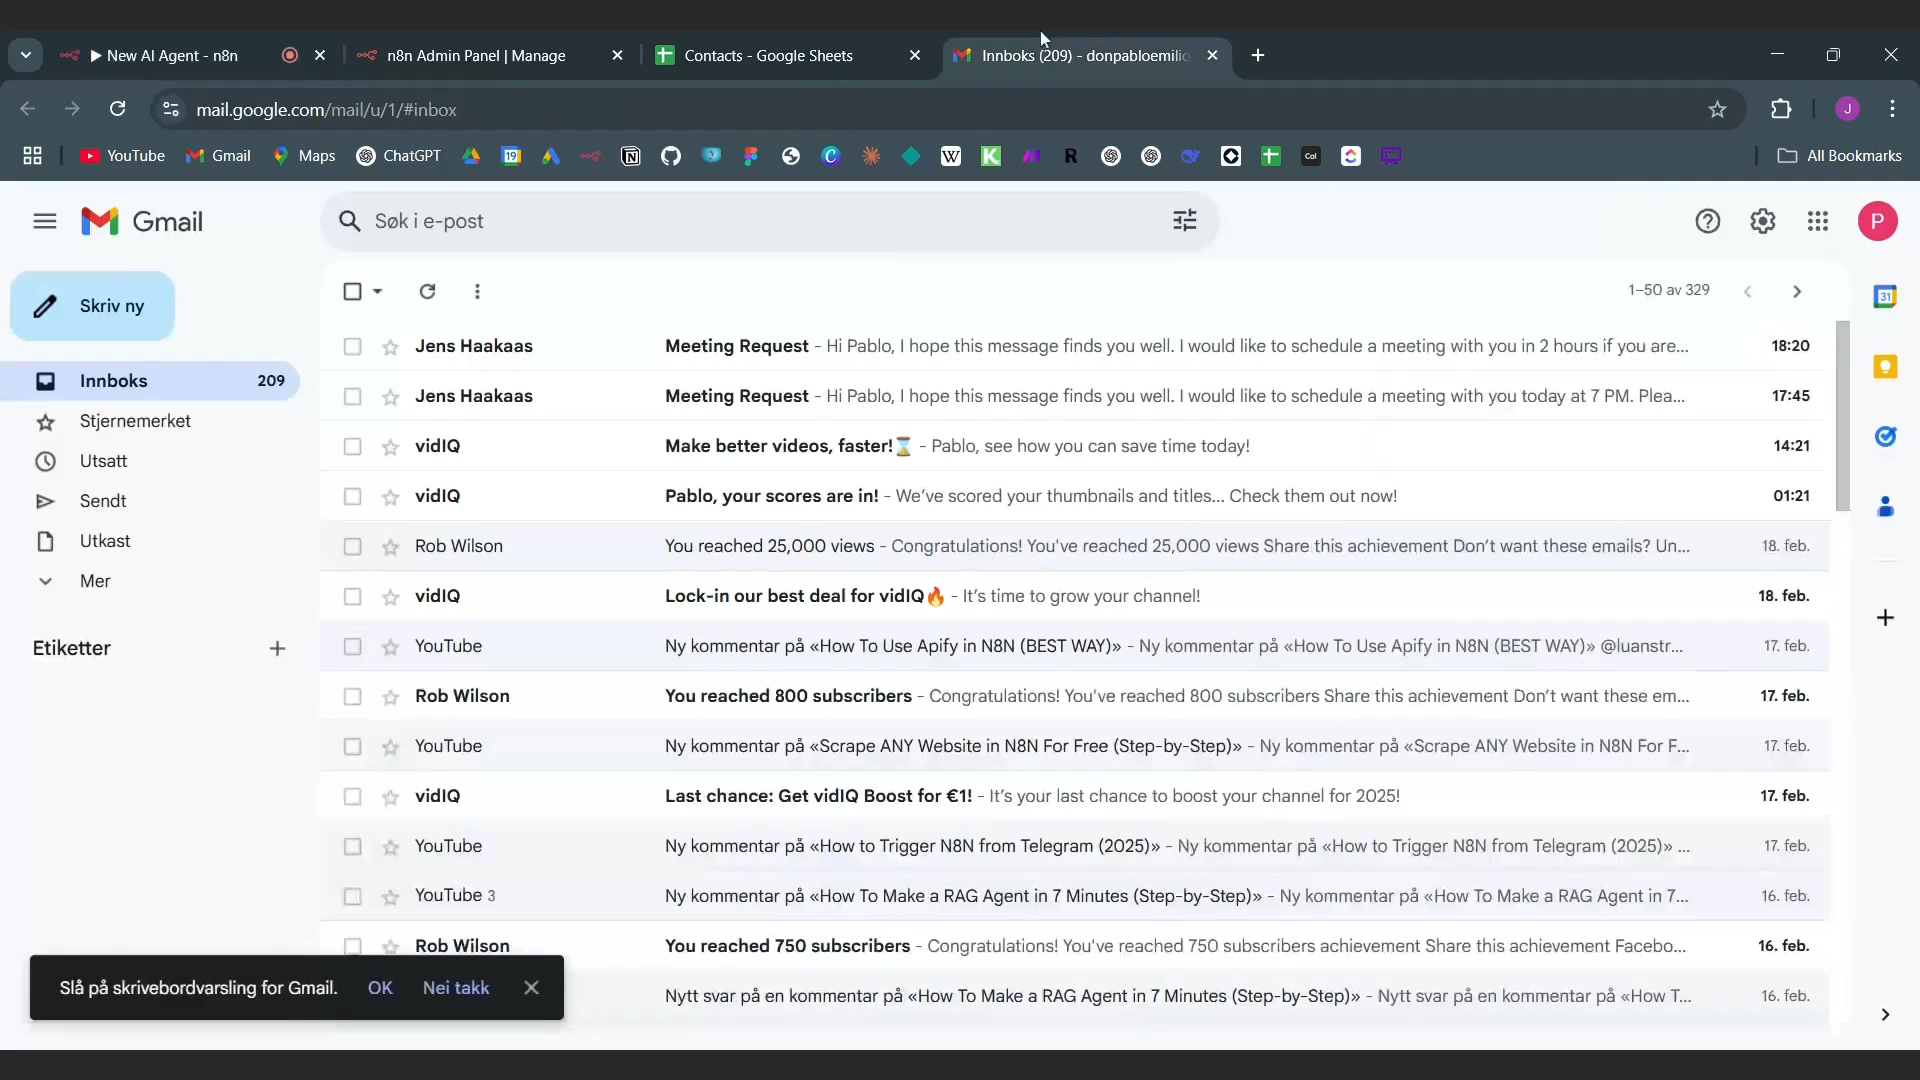 ▶ New AI Agent - n8n
n8n Admin Panel | Manage
Contacts - Google Sheets
Innboks (209) - donpabloemilio
mail.google.com/mail/u/1/#inbox
J
YouTube
Gmail
Maps
ChatGPT
19
Cal
All Bookmarks
Gmail
Søk i e-post
P
Skriv ny
1–50 av 329
31
Innboks 209
Stjernemerket
Utsatt
Sendt
Utkast
Mer
Etiketter
Jens Haakaas Meeting Request - Hi Pablo, I hope this message finds you well. I would like to schedule a meeting with you in 2 hours if you are... 18:20
Jens Haakaas Meeting Request - Hi Pablo, I hope this message finds you well. I would like to schedule a meeting with you today at 7 PM. Plea... 17:45
vidIQ Make better videos, faster!⌛ - Pablo, see how you can save time today! 14:21
vidIQ Pablo, your scores are in! - We’ve scored your thumbnails and titles... Check them out now! 01:21
Rob Wilson You reached 25,000 views - Congratulations! You've reached 25,000 views Share this achievement Don’t want these emails? Un... 18. feb.
vidIQ Lock-in our best deal for vidIQ🔥 - It’s time to grow your channel! 18. feb.
YouTube Ny kommentar på «How To Use Apify in N8N (BEST WAY)» - Ny kommentar på «How To Use Apify in N8N (BEST WAY)» @luanstr... 17. feb.
Rob Wilson You reached 800 subscribers - Congratulations! You've reached 800 subscribers Share this achievement Don’t want these em... 17. feb.
YouTube Ny kommentar på «Scrape ANY Website in N8N For Free (Step-by-Step)» - Ny kommentar på «Scrape ANY Website in N8N For F... 17. feb.
vidIQ Last chance: Get vidIQ Boost for €1! - It’s your last chance to boost your channel for 2025! 17. feb.
YouTube Ny kommentar på «How to Trigger N8N from Telegram (2025)» - Ny kommentar på «How to Trigger N8N from Telegram (2025)» ... 17. feb.
YouTube 3 Ny kommentar på «How To Make a RAG Agent in 7 Minutes (Step-by-Step)» - Ny kommentar på «How To Make a RAG Agent in 7... 16. feb.
Rob Wilson You reached 750 subscribers - Congratulations! You've reached 750 subscribers achievement Share this achievement Facebo... 16. feb.
Nytt svar på en kommentar på «How To Make a RAG Agent in 7 Minutes (Step-by-Step)» - Nytt svar på en kommentar på «How T... 16. feb.
Slå på skrivebordvarsling for Gmail. OK Nei takk